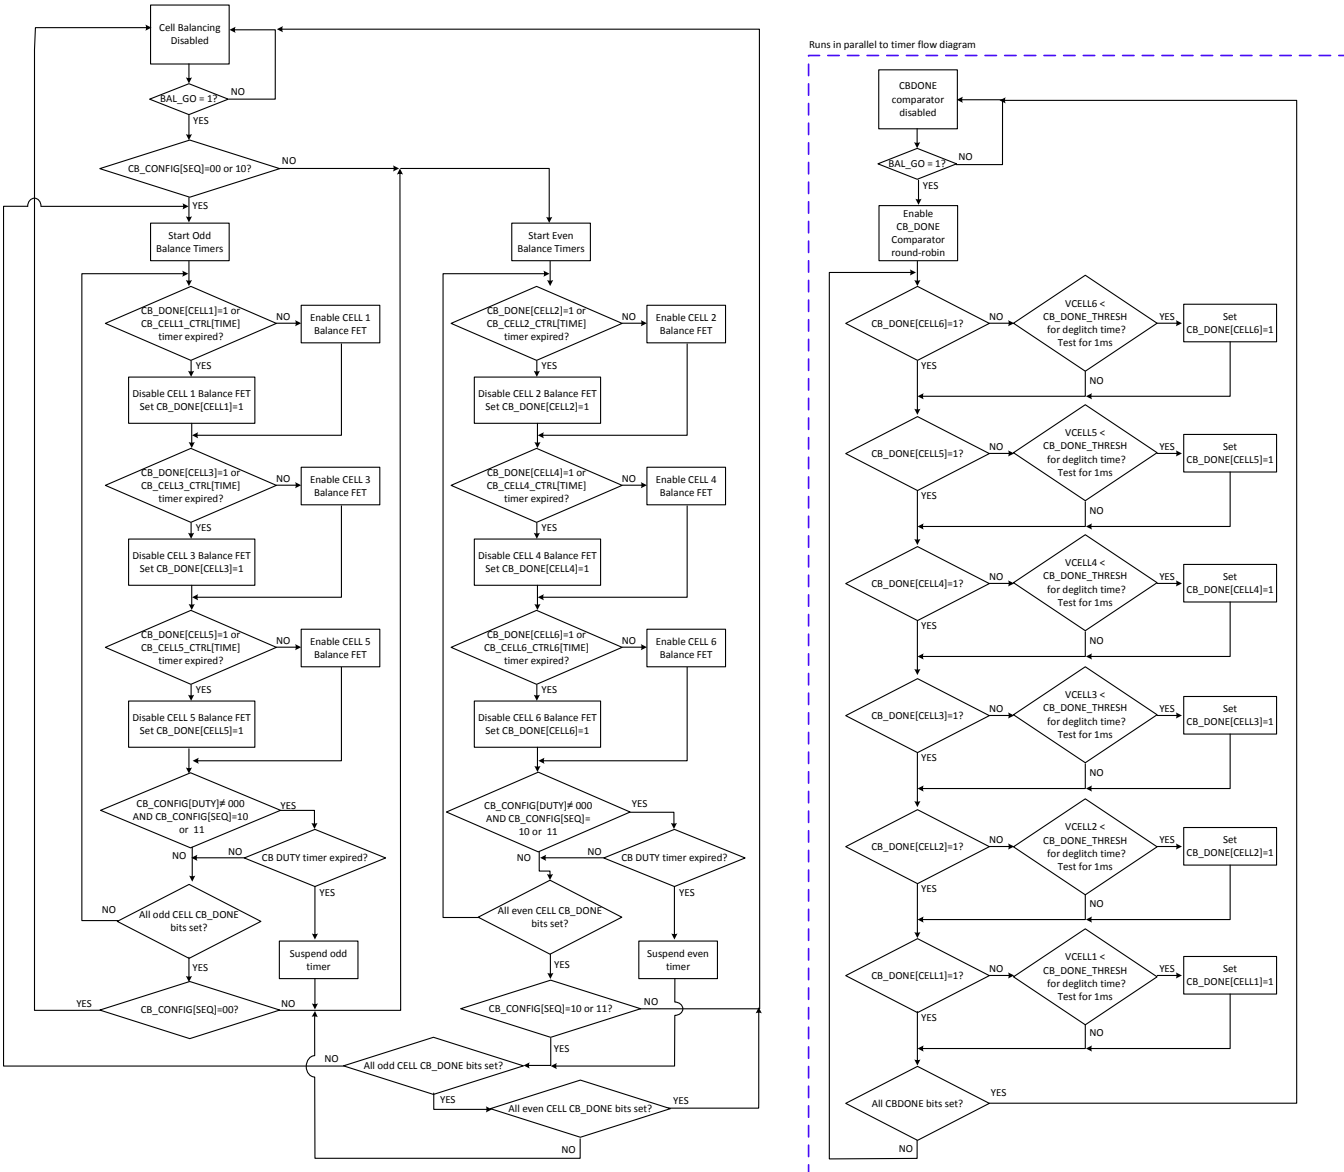 Cell Balancing
Disabled
BAL_GO = 1?
NO
YES
CB_CONFIG[SEQ]=00 or 10?
NO
YES
Start Odd
Balance Timers
CB_DONE[CELL1]=1 or
CB_CELL1_CTRL[TIME]
timer expired?
NO
Enable CELL 1
Balance FET
YES
Disable CELL 1 Balance FET
Set CB_DONE[CELL1]=1
CB_DONE[CELL3]=1 or
CB_CELL3_CTRL[TIME]
timer expired?
NO
Enable CELL 3
Balance FET
YES
Disable CELL 3 Balance FET
Set CB_DONE[CELL3]=1
CB_DONE[CELL5]=1 or
CB_CELL5_CTRL[TIME]
timer expired?
NO
Enable CELL 5
Balance FET
YES
Disable CELL 5 Balance FET
Set CB_DONE[CELL5]=1
CB_CONFIG[DUTY]≠ 000
AND CB_CONFIG[SEQ]=10
or 11
YES
NO
NO
CB DUTY timer expired?
YES
NO
All odd CELL CB_DONE
bits set?
Suspend odd
timer
YES
YES
CB_CONFIG[SEQ]=00?
NO
Start Even
Balance Timers
CB_DONE[CELL2]=1 or
CB_CELL2_CTRL[TIME]
timer expired?
NO
Enable CELL 2
Balance FET
YES
Disable CELL 2 Balance FET
Set CB_DONE[CELL2]=1
CB_DONE[CELL4]=1 or
CB_CELL4_CTRL[TIME]
timer expired?
NO
Enable CELL 4
Balance FET
YES
Disable CELL 4 Balance FET
Set CB_DONE[CELL4]=1
CB_DONE[CELL6]=1 or
CB_CELL6_CTRL6[TIME]
timer expired?
NO
Enable CELL 6
Balance FET
YES
Disable CELL 6 Balance FET
Set CB_DONE[CELL6]=1
CB_CONFIG[DUTY]≠ 000
AND CB_CONFIG[SEQ]=
10 or 11
YES
NO
NO
CB DUTY timer expired?
YES
NO
All even CELL CB_DONE
bits set?
Suspend even
timer
YES
CB_CONFIG[SEQ]=10 or 11?
NO
YES
NO
All odd CELL CB_DONE bits set?
YES
All even CELL CB_DONE bits set?
YES
NO
Runs in parallel to timer flow diagram
CBDONE
comparator
disabled
BAL_GO = 1?
NO
YES
Enable
CB_DONE
Comparator
round-robin
CB_DONE[CELL6]=1?
NO
VCELL6 <
CB_DONE_THRESH
for deglitch time?
Test for 1ms
YES
Set
CB_DONE[CELL6]=1
YES
NO
CB_DONE[CELL5]=1?
NO
VCELL5 <
CB_DONE_THRESH
for deglitch time?
Test for 1ms
YES
Set
CB_DONE[CELL5]=1
YES
NO
CB_DONE[CELL4]=1?
NO
VCELL4 <
CB_DONE_THRESH
for deglitch time?
Test for 1ms
YES
Set
CB_DONE[CELL4]=1
YES
NO
CB_DONE[CELL3]=1?
NO
VCELL3 <
CB_DONE_THRESH
for deglitch time?
Test for 1ms
YES
Set
CB_DONE[CELL3]=1
YES
NO
CB_DONE[CELL2]=1?
NO
VCELL2 <
CB_DONE_THRESH
for deglitch time?
Test for 1ms
YES
Set
CB_DONE[CELL2]=1
YES
NO
CB_DONE[CELL1]=1?
NO
VCELL1 <
CB_DONE_THRESH
for deglitch time?
Test for 1ms
YES
Set
CB_DONE[CELL1]=1
YES
NO
All CBDONE bits set?
YES
NO